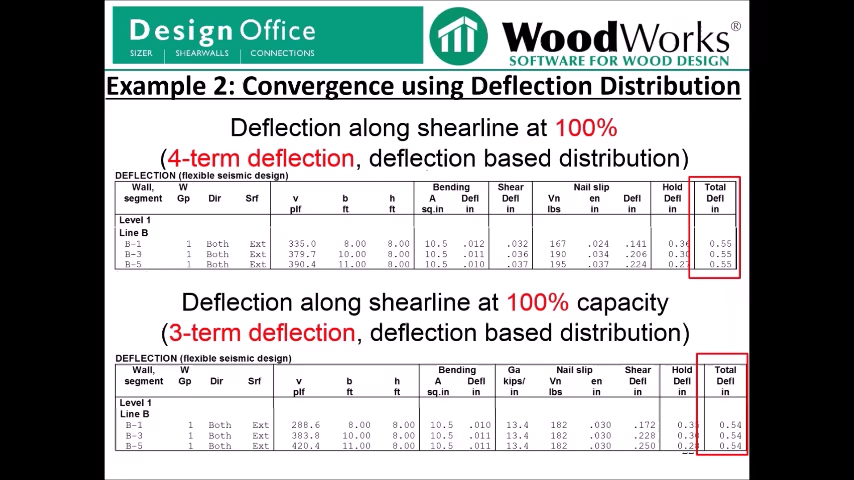 Design Office
SIZER | SHEARWALLS | CONNECTIONS
WoodWorks®
SOFTWARE FOR WOOD DESIGN
Example 2: Convergence using Deflection Distribution
Deflection along shearline at 100%
(4-term deflection, deflection based distribution)
DEFLECTION (flexible seismic design)
Wall, W Bending Shear Nail slip Hold Total
segment Gp Dir Srf v b h A Defl Defl Vn en Defl Defl Defl
plf ft ft sq.in in in lbs in in in in
Level 1
Line B
B-1 1 Both Ext 335.0 8.00 8.00 10.5 .012 .032 167 .024 .141 0.36 0.55
B-3 1 Both Ext 379.7 10.00 8.00 10.5 .011 .036 190 .034 .206 0.30 0.55
B-5 1 Both Ext 390.4 11.00 8.00 10.5 .010 .037 195 .037 .224 0.27 0.55
Deflection along shearline at 100% capacity
(3-term deflection, deflection based distribution)
DEFLECTION (flexible seismic design)
Wall, W Bending Ga Nail slip Shear Hold Total
segment Gp Dir Srf v b h A Defl kips/ Vn en Defl Defl Defl
plf ft ft sq.in in in lbs in in in in
Level 1
Line B
B-1 1 Both Ext 288.6 8.00 8.00 10.5 .010 13.4 182 .030 .172 0.35 0.54
B-3 1 Both Ext 383.8 10.00 8.00 10.5 .011 13.4 182 .030 .228 0.30 0.54
B-5 1 Both Ext 420.4 11.00 8.00 10.5 .011 13.4 182 .030 .250 0.28 0.54